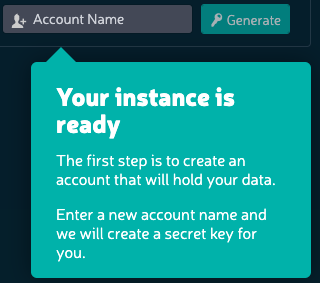 Account Name
Generate
Your instance is
ready
The first step is to create an
account that will hold your data.
Enter a new account name and
we will create a secret key for
you.